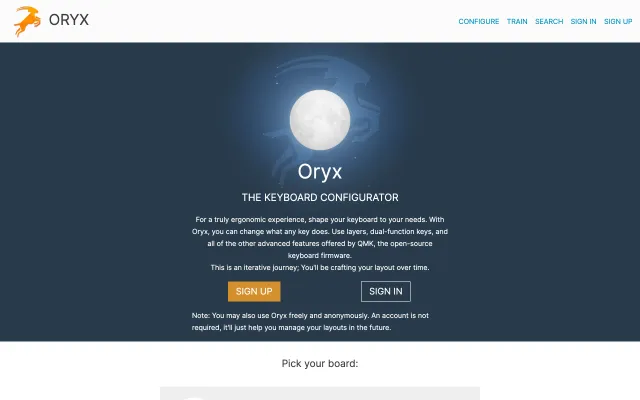 ORYX
CONFIGURE TRAIN SEARCH SIGN IN SIGN UP
Oryx
THE KEYBOARD CONFIGURATOR
For a truly ergonomic experience, shape your keyboard to your needs. With
Oryx, you can change what any key does. Use layers, dual-function keys, and
all of the other advanced features offered by QMK, the open-source
keyboard firmware.
This is an iterative journey; You'll be crafting your layout over time.
SIGN UP SIGN IN
Note: You may also use Oryx freely and anonymously. An account is not
required, it'll just help you manage your layouts in the future.
Pick your board: